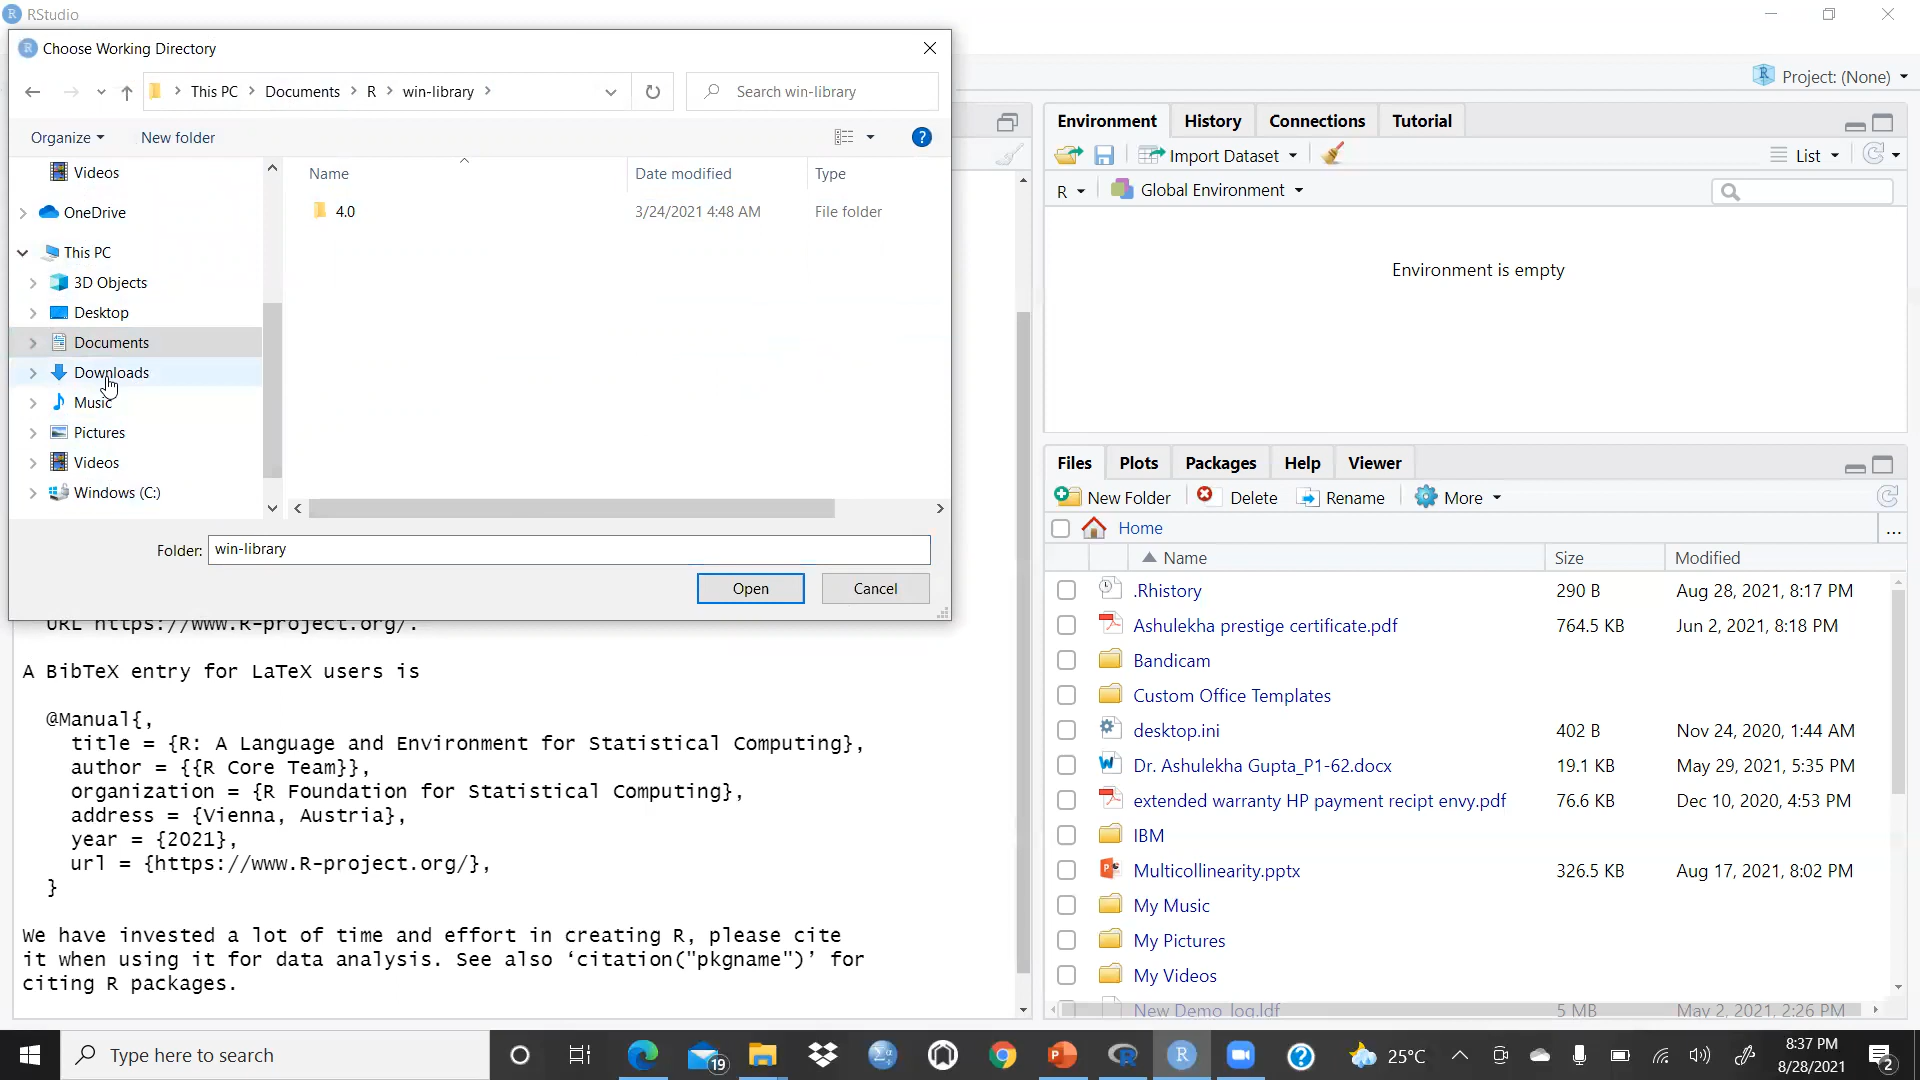 RStudio
Choose Working Directory
This PC > Documents > R > win-library >
Search win-library
Organize
New folder
Videos
OneDrive
This PC
3D Objects
Desktop
Documents
Downloads
Music
Pictures
Videos
Windows (C:)
Name Date modified Type
4.0 3/24/2021 4:48 AM File folder
Folder: win-library
Open Cancel
URL https://www.R-project.org/.
A BibTeX entry for LaTeX users is
@Manual{,
title = {R: A Language and Environment for Statistical Computing},
author = {{R Core Team}},
organization = {R Foundation for Statistical Computing},
address = {Vienna, Austria},
year = {2021},
url = {https://www.R-project.org/},
}
We have invested a lot of time and effort in creating R, please cite
it when using it for data analysis. See also ‘citation("pkgname")’ for
citing R packages.
Project: (None)
Environment History Connections Tutorial
Import Dataset List
R Global Environment
Environment is empty
Files Plots Packages Help Viewer
New Folder Delete Rename More
Home ...
Name Size Modified
.Rhistory 290 B Aug 28, 2021, 8:17 PM
Ashulekha prestige certificate.pdf 764.5 KB Jun 2, 2021, 8:18 PM
Bandicam
Custom Office Templates
desktop.ini 402 B Nov 24, 2020, 1:44 AM
Dr. Ashulekha Gupta_P1-62.docx 19.1 KB May 29, 2021, 5:35 PM
extended warranty HP payment recipt envy.pdf 76.6 KB Dec 10, 2020, 4:53 PM
IBM
Multicollinearity.pptx 326.5 KB Aug 17, 2021, 8:02 PM
My Music
My Pictures
My Videos
New Demo_log.ldf 5 MB May 2, 2021, 2:26 PM
Type here to search
19
25°C
8:37 PM
8/28/2021
2